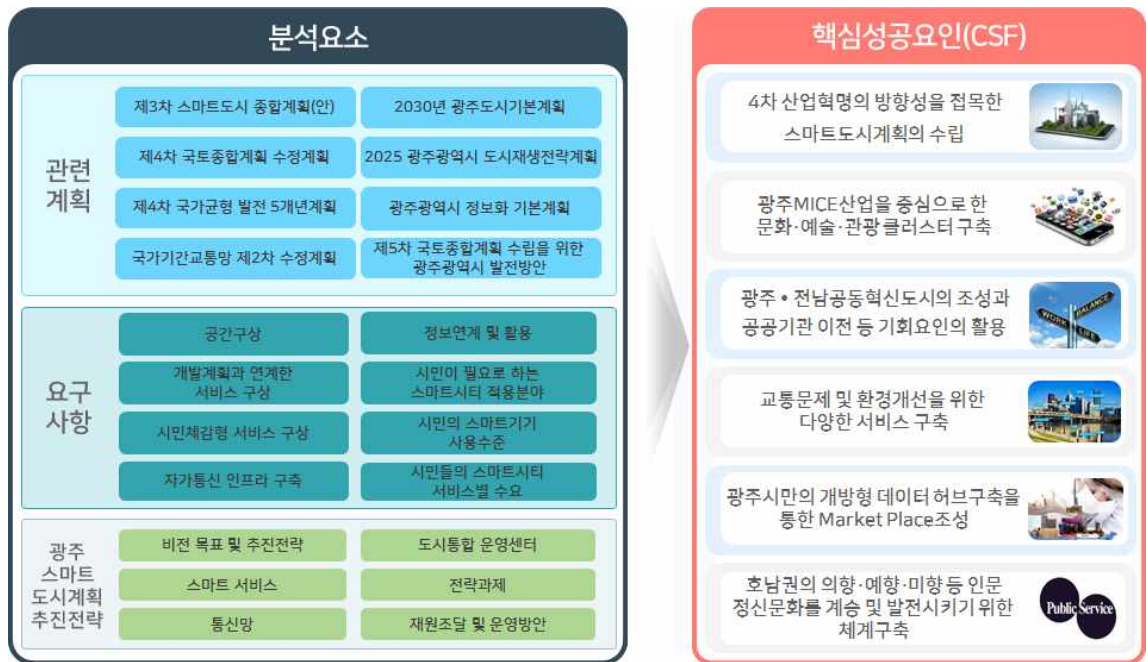 분석요소
관련
계획
제3차 스마트도시 종합계획(안)
2030년 광주도시기본계획
제4차 국토종합계획 수정계획
2025 광주광역시 도시재생전략계획
제4차 국가균형 발전 5개년계획
광주광역시 정보화 기본계획
국가기간교통망 제2차 수정계획
제5차 국토종합계획 수립을 위한
광주광역시 발전방안
요구
사항
공간구상
정보연계 및 활용
개발계획과 연계한
서비스 구상
시민이 필요로 하는
스마트시티 적용분야
시민체감형 서비스 구상
시민의 스마트기기
사용수준
자가통신 인프라 구축
시민들의 스마트시티
서비스별 수요
광주
스마트
도시계획
추진전략
비전 목표 및 추진전략
도시통합 운영센터
스마트 서비스
전략과제
통신망
재원조달 및 운영방안
핵심성공요인(CSF)
4차 산업혁명의 방향성을 접목한
스마트도시계획의 수립
광주MICE산업을 중심으로 한
문화·예술·관광 클러스터 구축
광주•전남공동혁신도시의 조성과
공공기관 이전 등 기회요인의 활용
WORK
BALANCE
LIFE
교통문제 및 환경개선을 위한
다양한 서비스 구축
광주시만의 개방형 데이터 허브구축을
통한 Market Place조성
호남권의 의향·예향·미향 등 인문
정신문화를 계승 및 발전시키기 위한
체계구축
Public Service